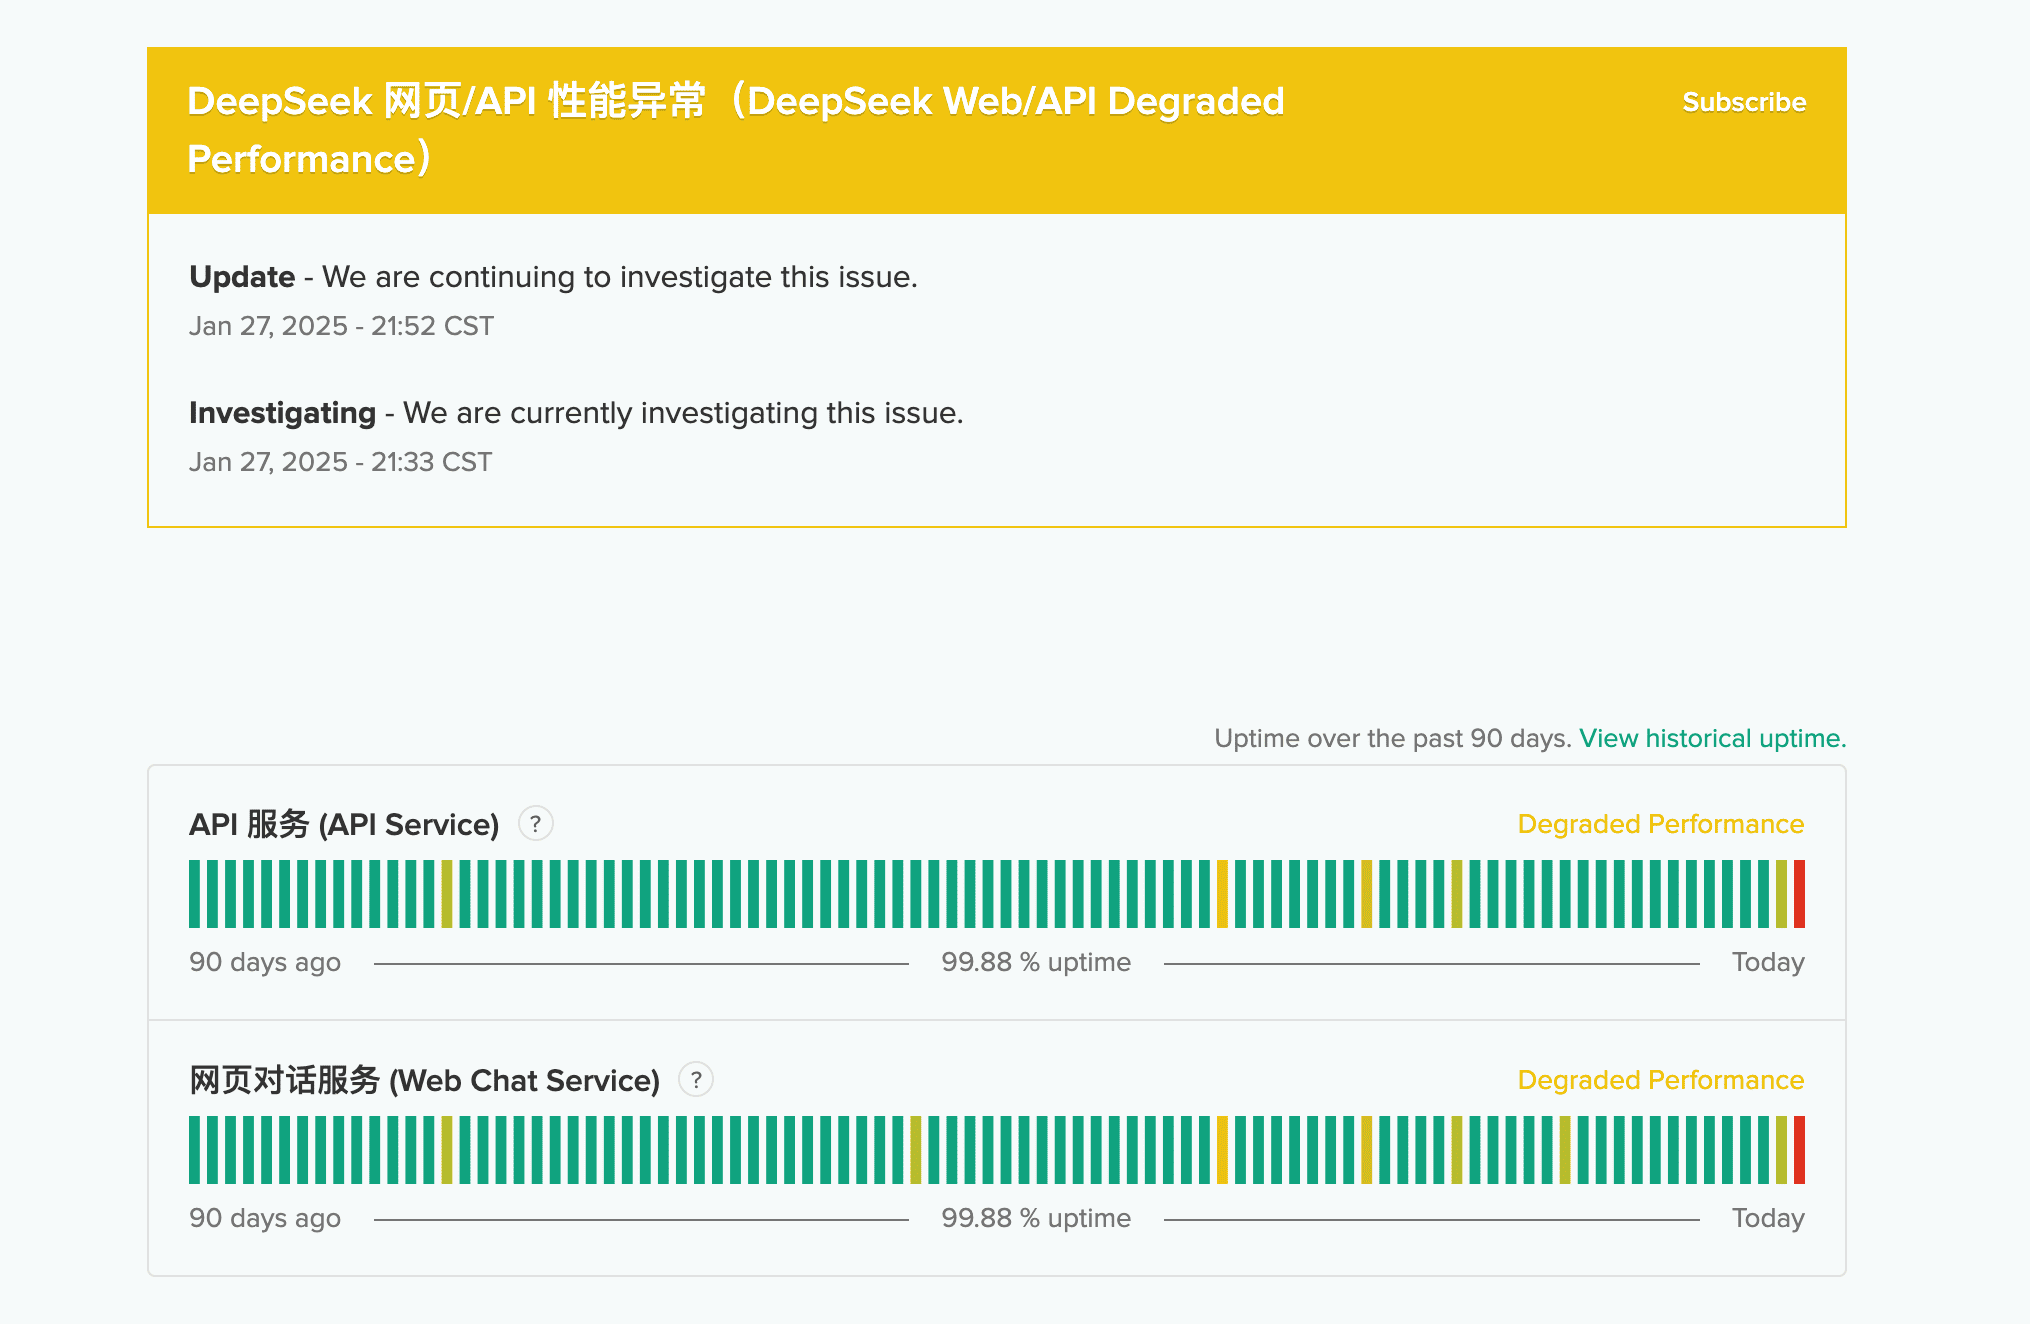 DeepSeek 网页/API 性能异常（DeepSeek Web/API Degraded
Performance）
Subscribe
Update - We are continuing to investigate this issue.
Jan 27, 2025 - 21:52 CST
Investigating - We are currently investigating this issue.
Jan 27, 2025 - 21:33 CST
Uptime over the past 90 days. View historical uptime.
API 服务 (API Service) ?
Degraded Performance
90 days ago
99.88 % uptime
Today
网页对话服务 (Web Chat Service) ?
Degraded Performance
90 days ago
99.88 % uptime
Today